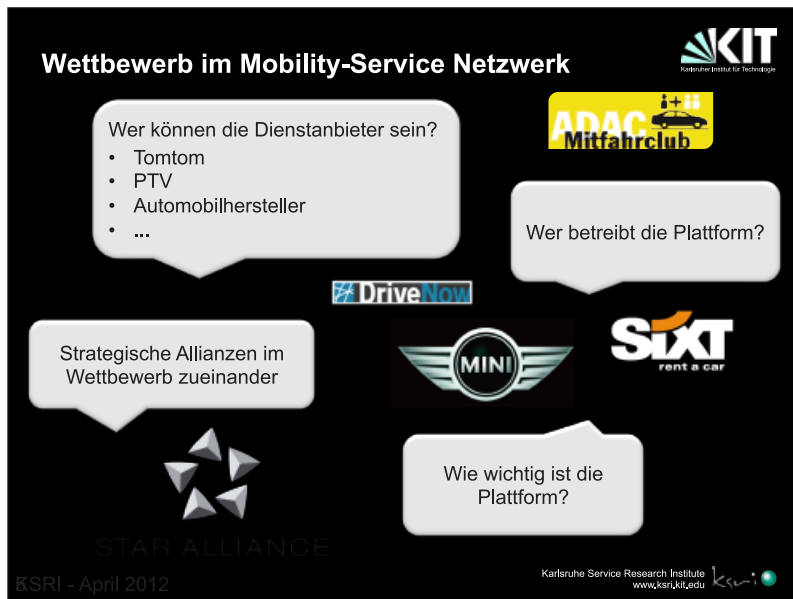 Wettbewerb im Mobility-Service Netzwerk
KIT
Karlsruher Institut für Technologie
Wer können die Dienstanbieter sein?
• Tomtom
• PTV
• Automobilhersteller
• ...
ADAC
Mitfahrclub
Wer betreibt die Plattform?
DriveNow
Strategische Allianzen im
Wettbewerb zueinander
MINI
SIXT
rent a car
Wie wichtig ist die
Plattform?
STAR ALLIANCE
KSRI - April 2012
Karlsruhe Service Research Institute
www.ksri.kit.edu
ksri